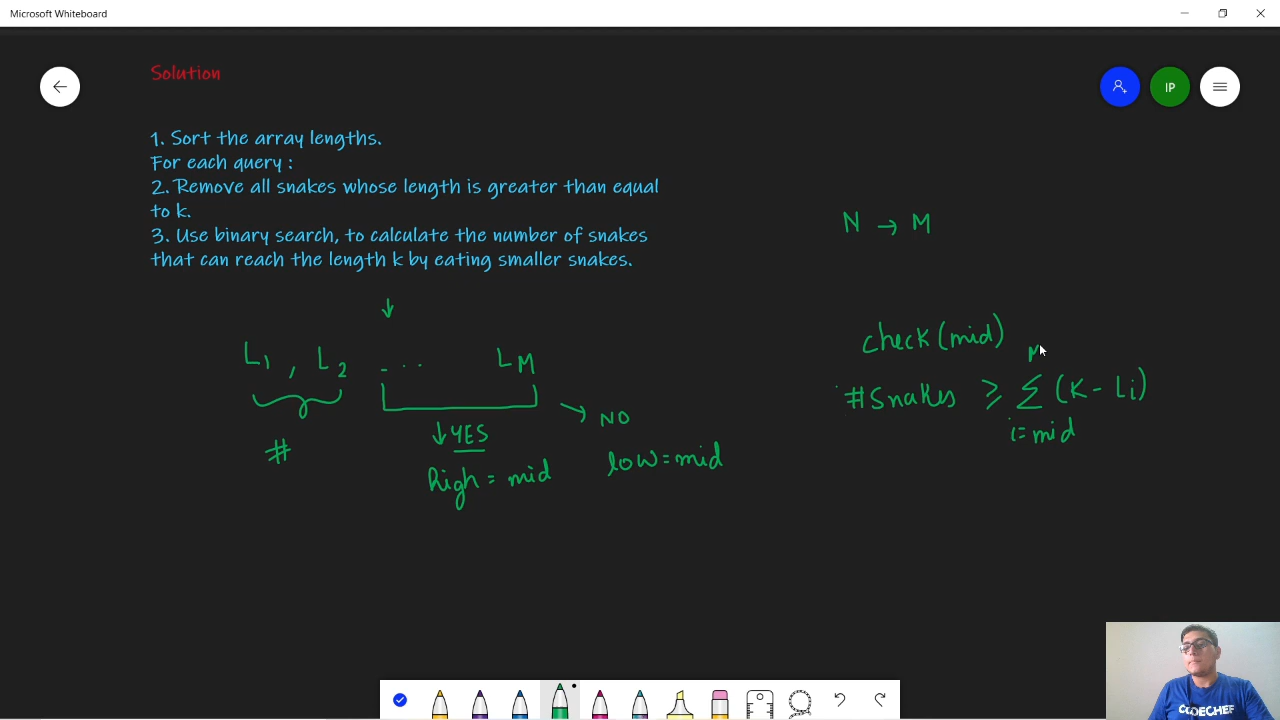 Microsoft Whiteboard
Solution
IP
1. Sort the array lengths.
For each query :
2. Remove all snakes whose length is greater than equal
to k.
3. Use binary search, to calculate the number of snakes
that can reach the length k by eating smaller snakes.
N → M
check(mid)
M
#Snakes ≥ ∑ (K - Li)
i=mid
L1 , L2 ... LM
#
↓ YES
→ NO
high = mid
low = mid
CODECHEF